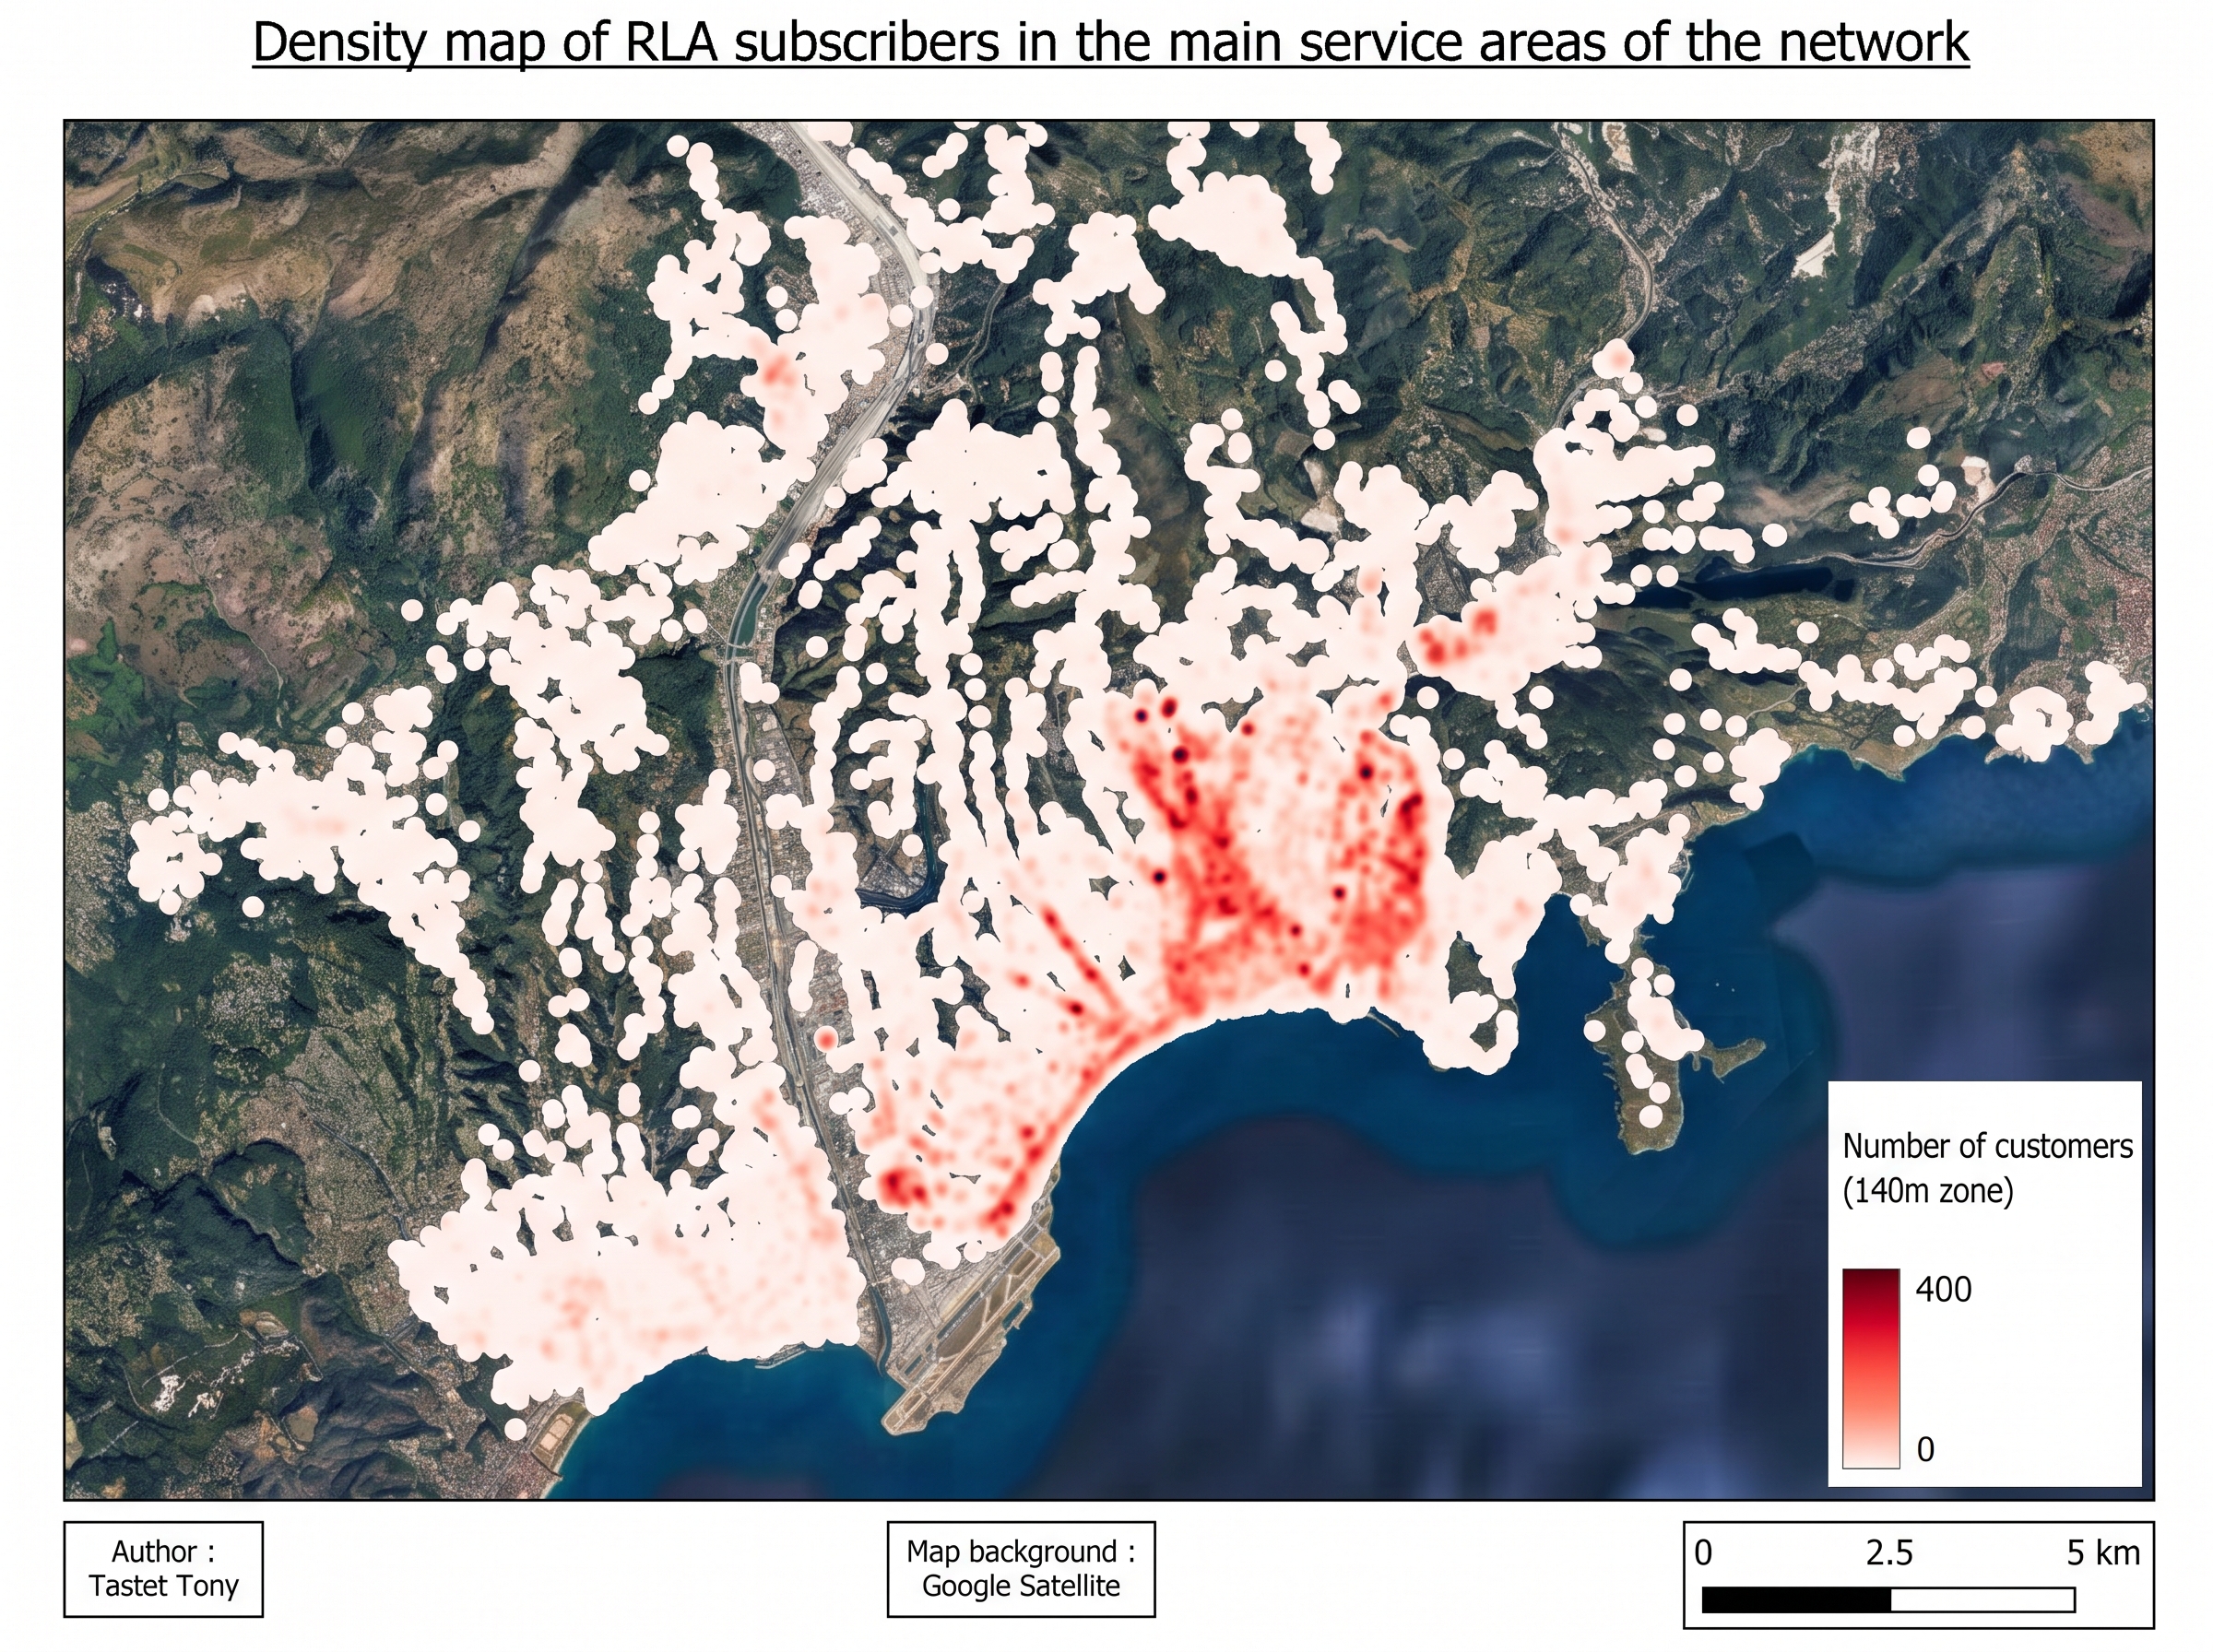 Density map of RLA subscribers in the main service areas of the network
Number of customers
(140m zone)
400
0
Author :
Tastet Tony
Map background :
Google Satellite
0 2.5 5 km